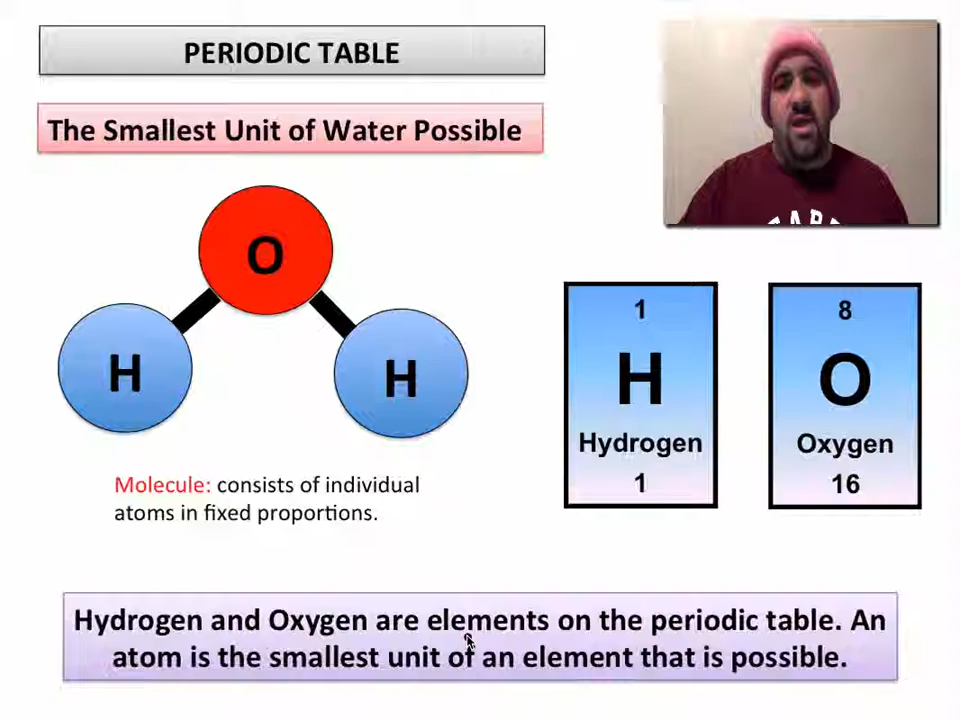 PERIODIC TABLE
The Smallest Unit of Water Possible
O
H
H
Molecule: consists of individual
atoms in fixed proportions.
1
H
Hydrogen
1
8
O
Oxygen
16
Hydrogen and Oxygen are elements on the periodic table. An
atom is the smallest unit of an element that is possible.